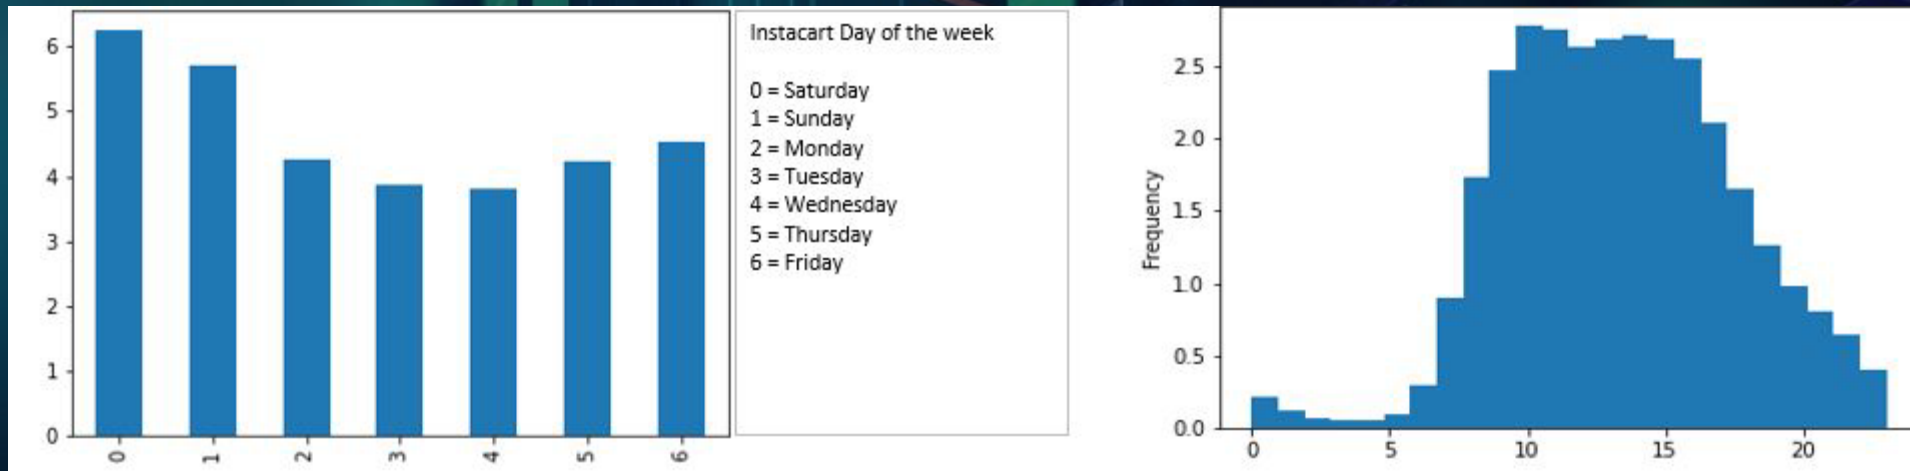 6
5
4
3
2
1
0
0
1
2
3
4
5
6
Instacart Day of the week
0 = Saturday
1 = Sunday
2 = Monday
3 = Tuesday
4 = Wednesday
5 = Thursday
6 = Friday
Frequency
2.5
2.0
1.5
1.0
0.5
0.0
0
5
10
15
20